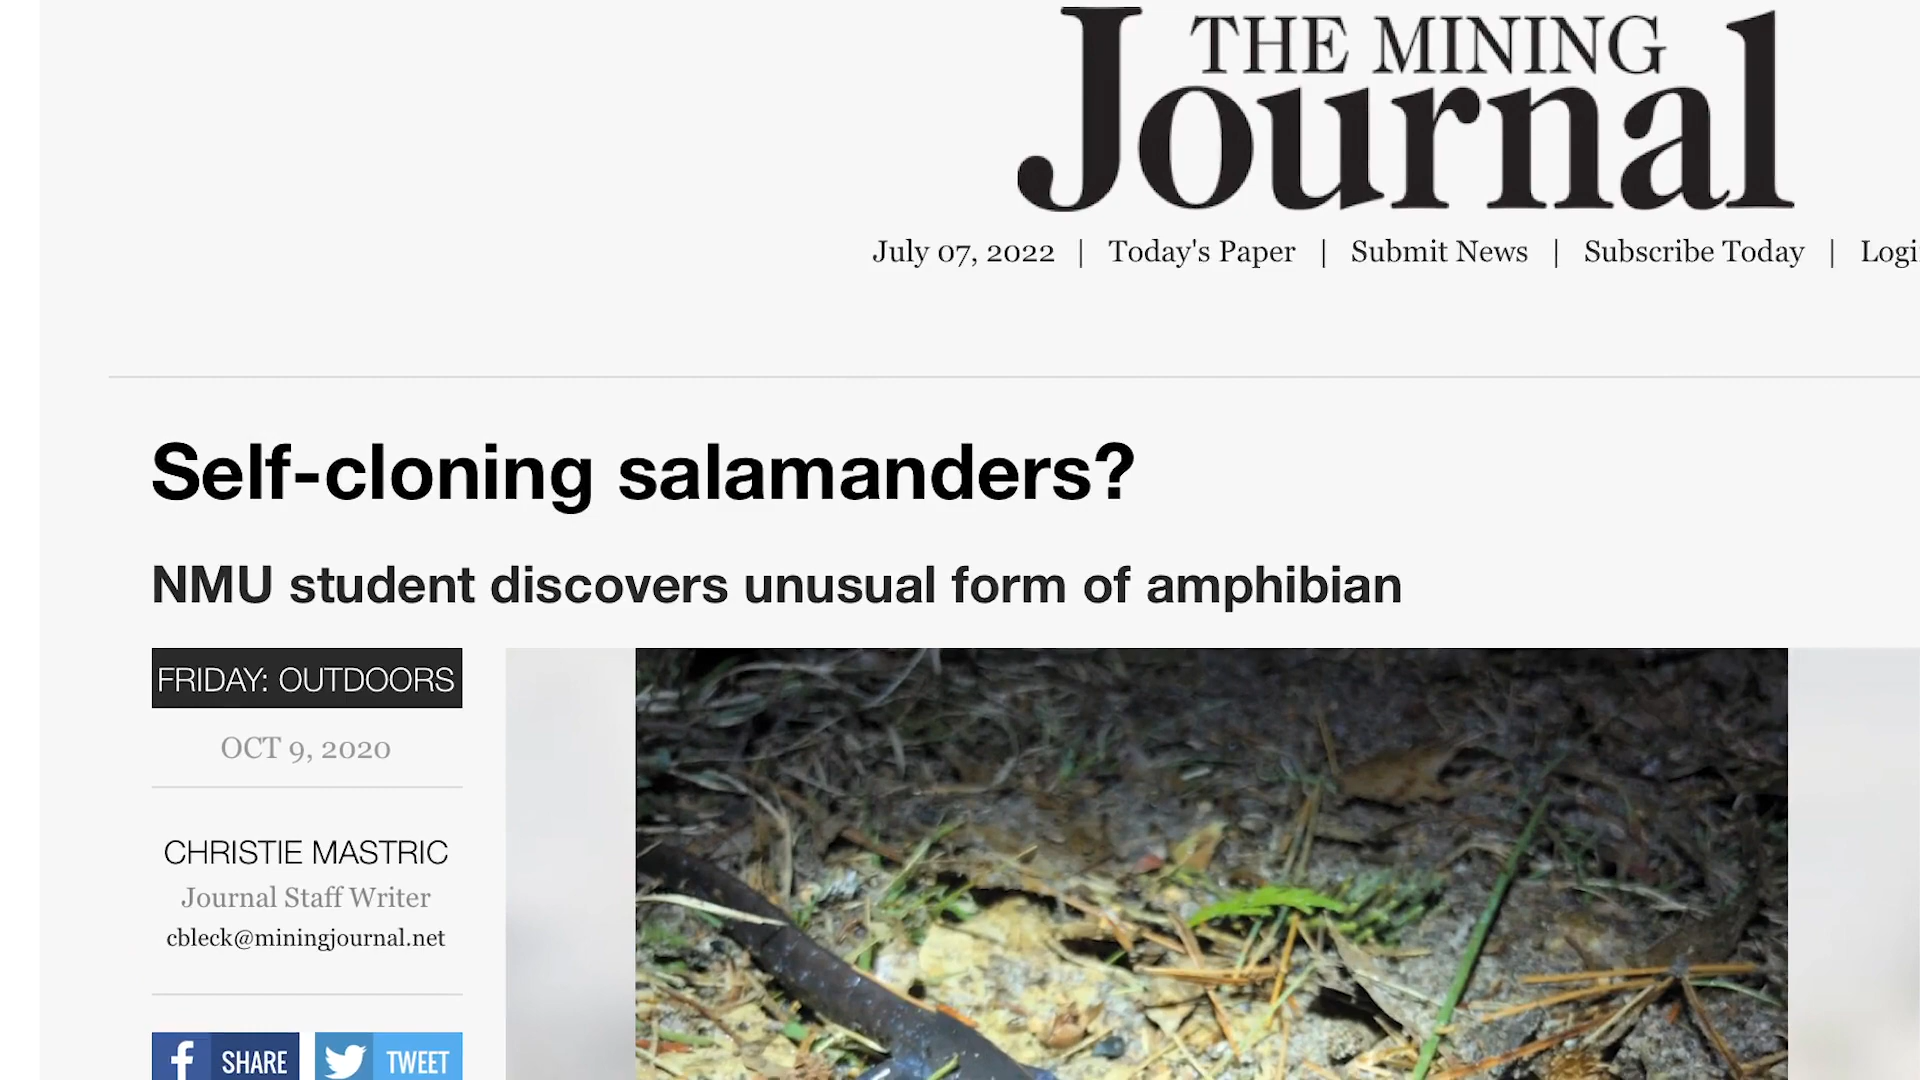 THE MINING
Journal
July 07, 2022 | Today's Paper | Submit News | Subscribe Today |
Self-cloning salamanders?
NMU student discovers unusual form of amphibian
FRIDAY: OUTDOORS
OCT 9, 2020
CHRISTIE MASTRIC
Journal Staff Writer
cbleck@miningjournal.net
SHARE
TWEET